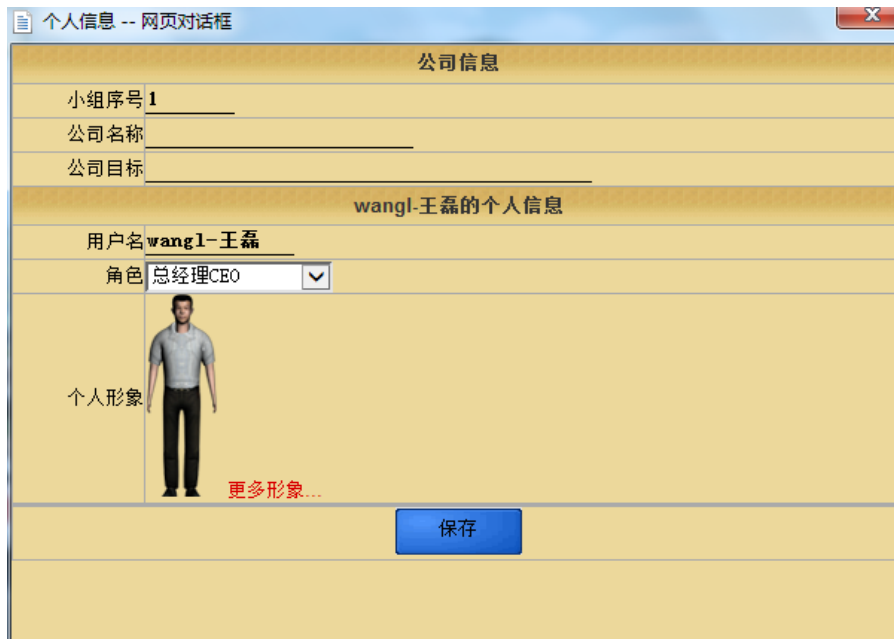 个人信息 -- 网页对话框
X
公司信息
小组序号 1
公司名称
公司目标
wangl-王磊的个人信息
用户名 wangl-王磊
角色 总经理CEO
个人形象
更多形象...
保存